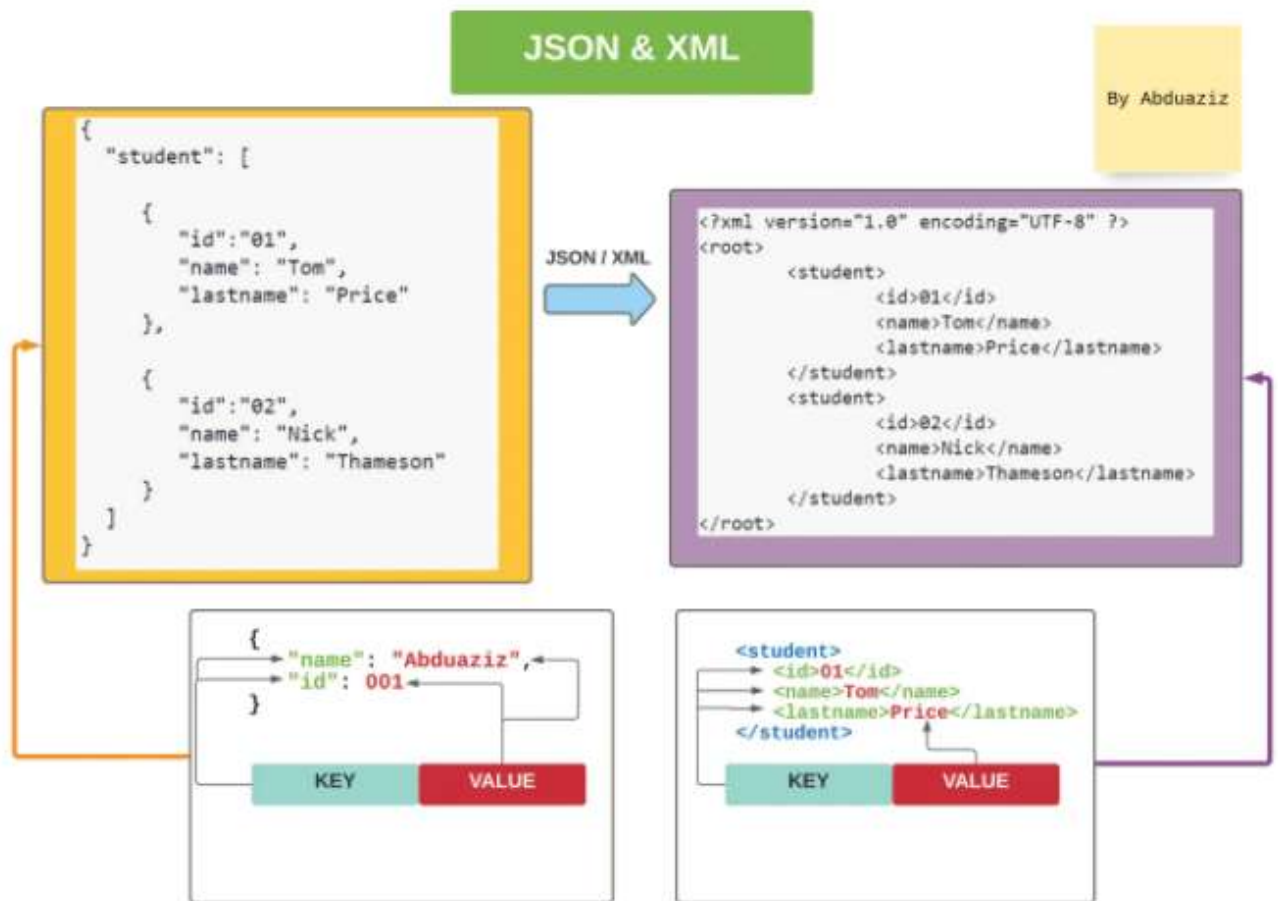 JSON & XML
By Abduaziz
{
"student": [
{
"id":"01",
"name": "Tom",
"lastname": "Price"
},
{
"id":"02",
"name": "Nick",
"lastname": "Thameson"
}
]
}
JSON / XML
<?xml version="1.0" encoding="UTF-8" ?>
<root>
<student>
<id>01</id>
<name>Tom</name>
<lastname>Price</lastname>
</student>
<student>
<id>02</id>
<name>Nick</name>
<lastname>Thameson</lastname>
</student>
</root>
{
"name": "Abduaziz",
"id": 001
}
KEY
VALUE
<student>
<id>01</id>
<name>Tom</name>
<lastname>Price</lastname>
</student>
KEY
VALUE